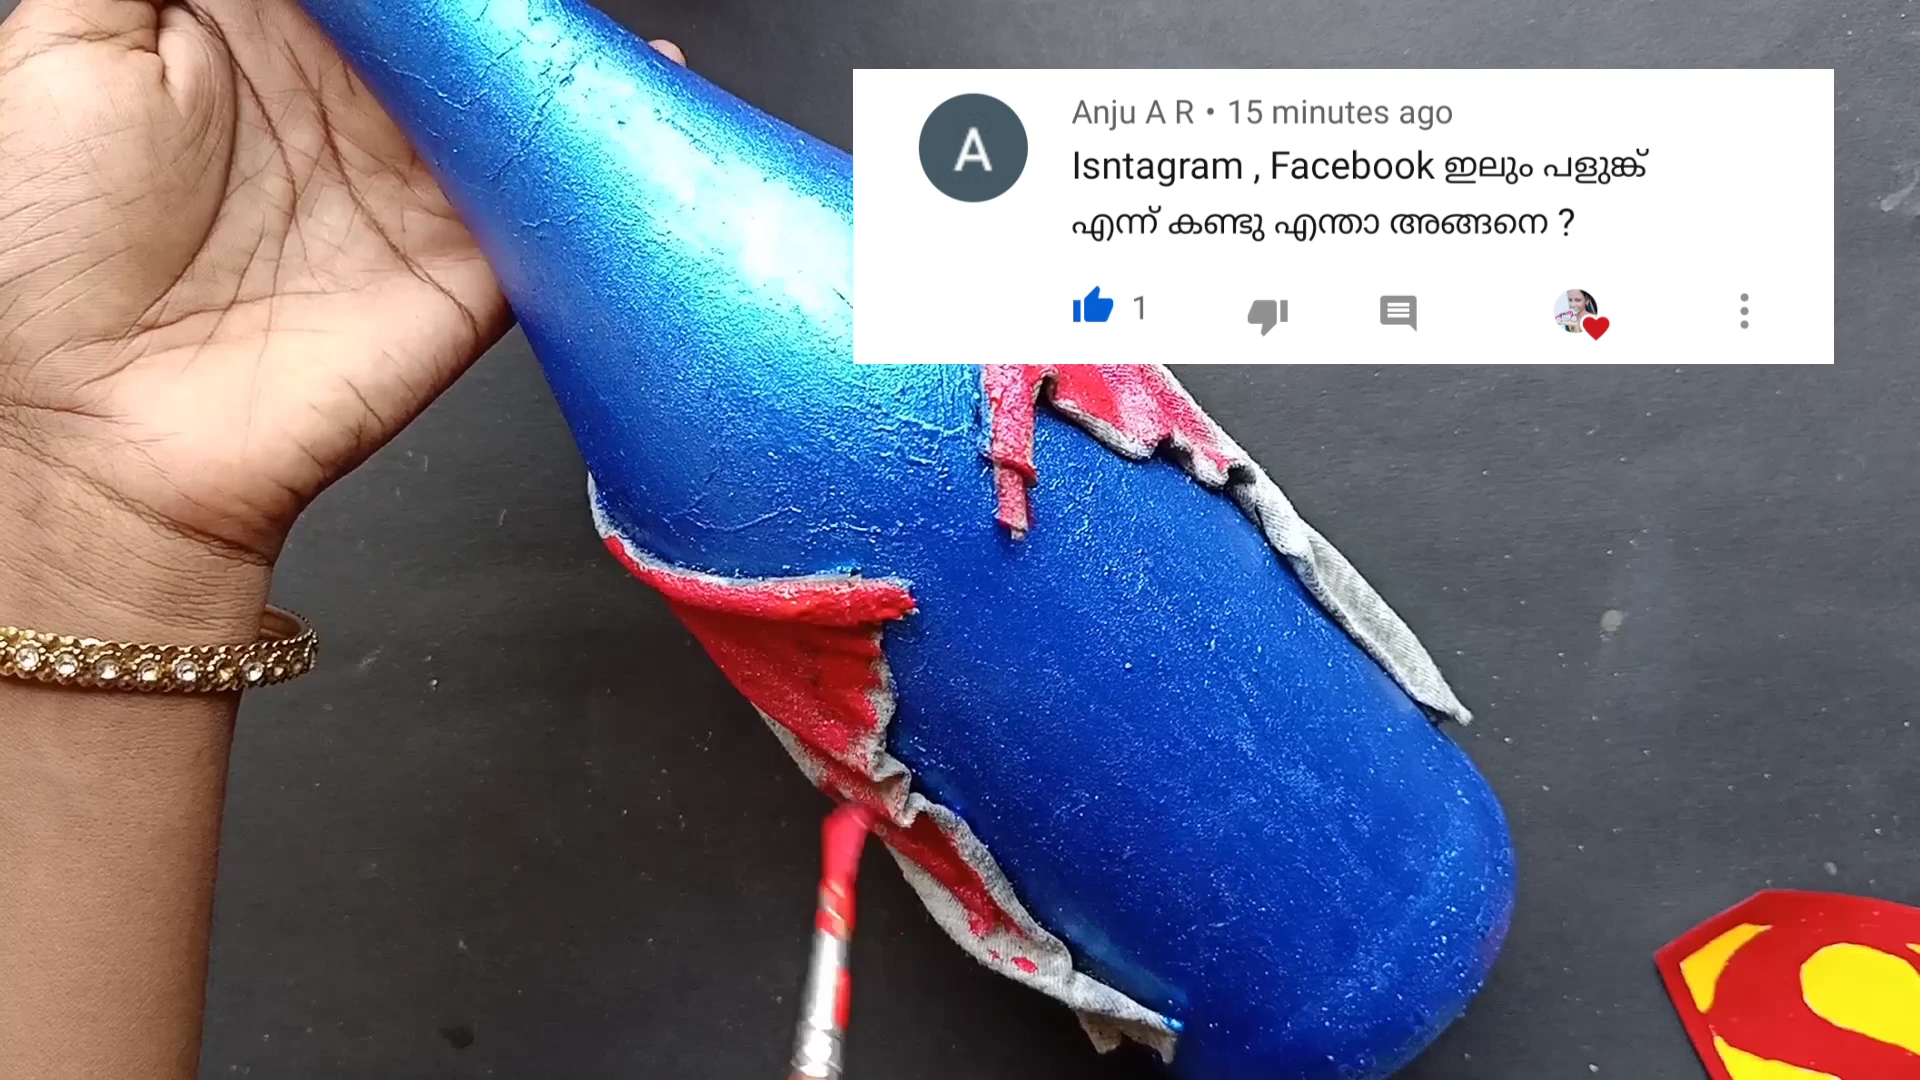 Anju A R • 15 minutes ago
Isntagram , Facebook ഇലും പളുങ്ക്
എന്ന് കണ്ടു എന്താ അങ്ങനെ ?
A
1
S